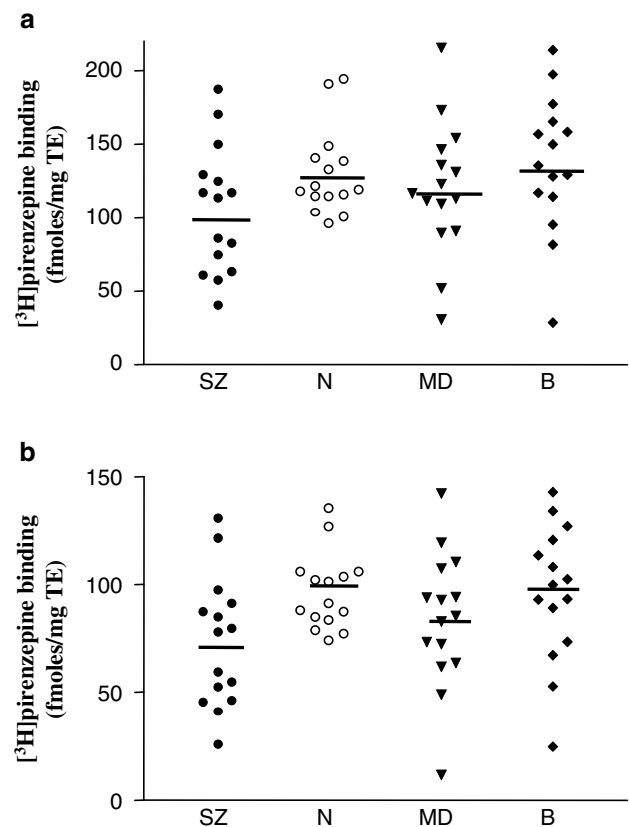 a
[³H]pirenzepine binding
(fmoles/mg TE)
200
150
100
50
0
SZ N MD B
b
[³H]pirenzepine binding
(fmoles/mg TE)
150
100
50
0
SZ N MD B